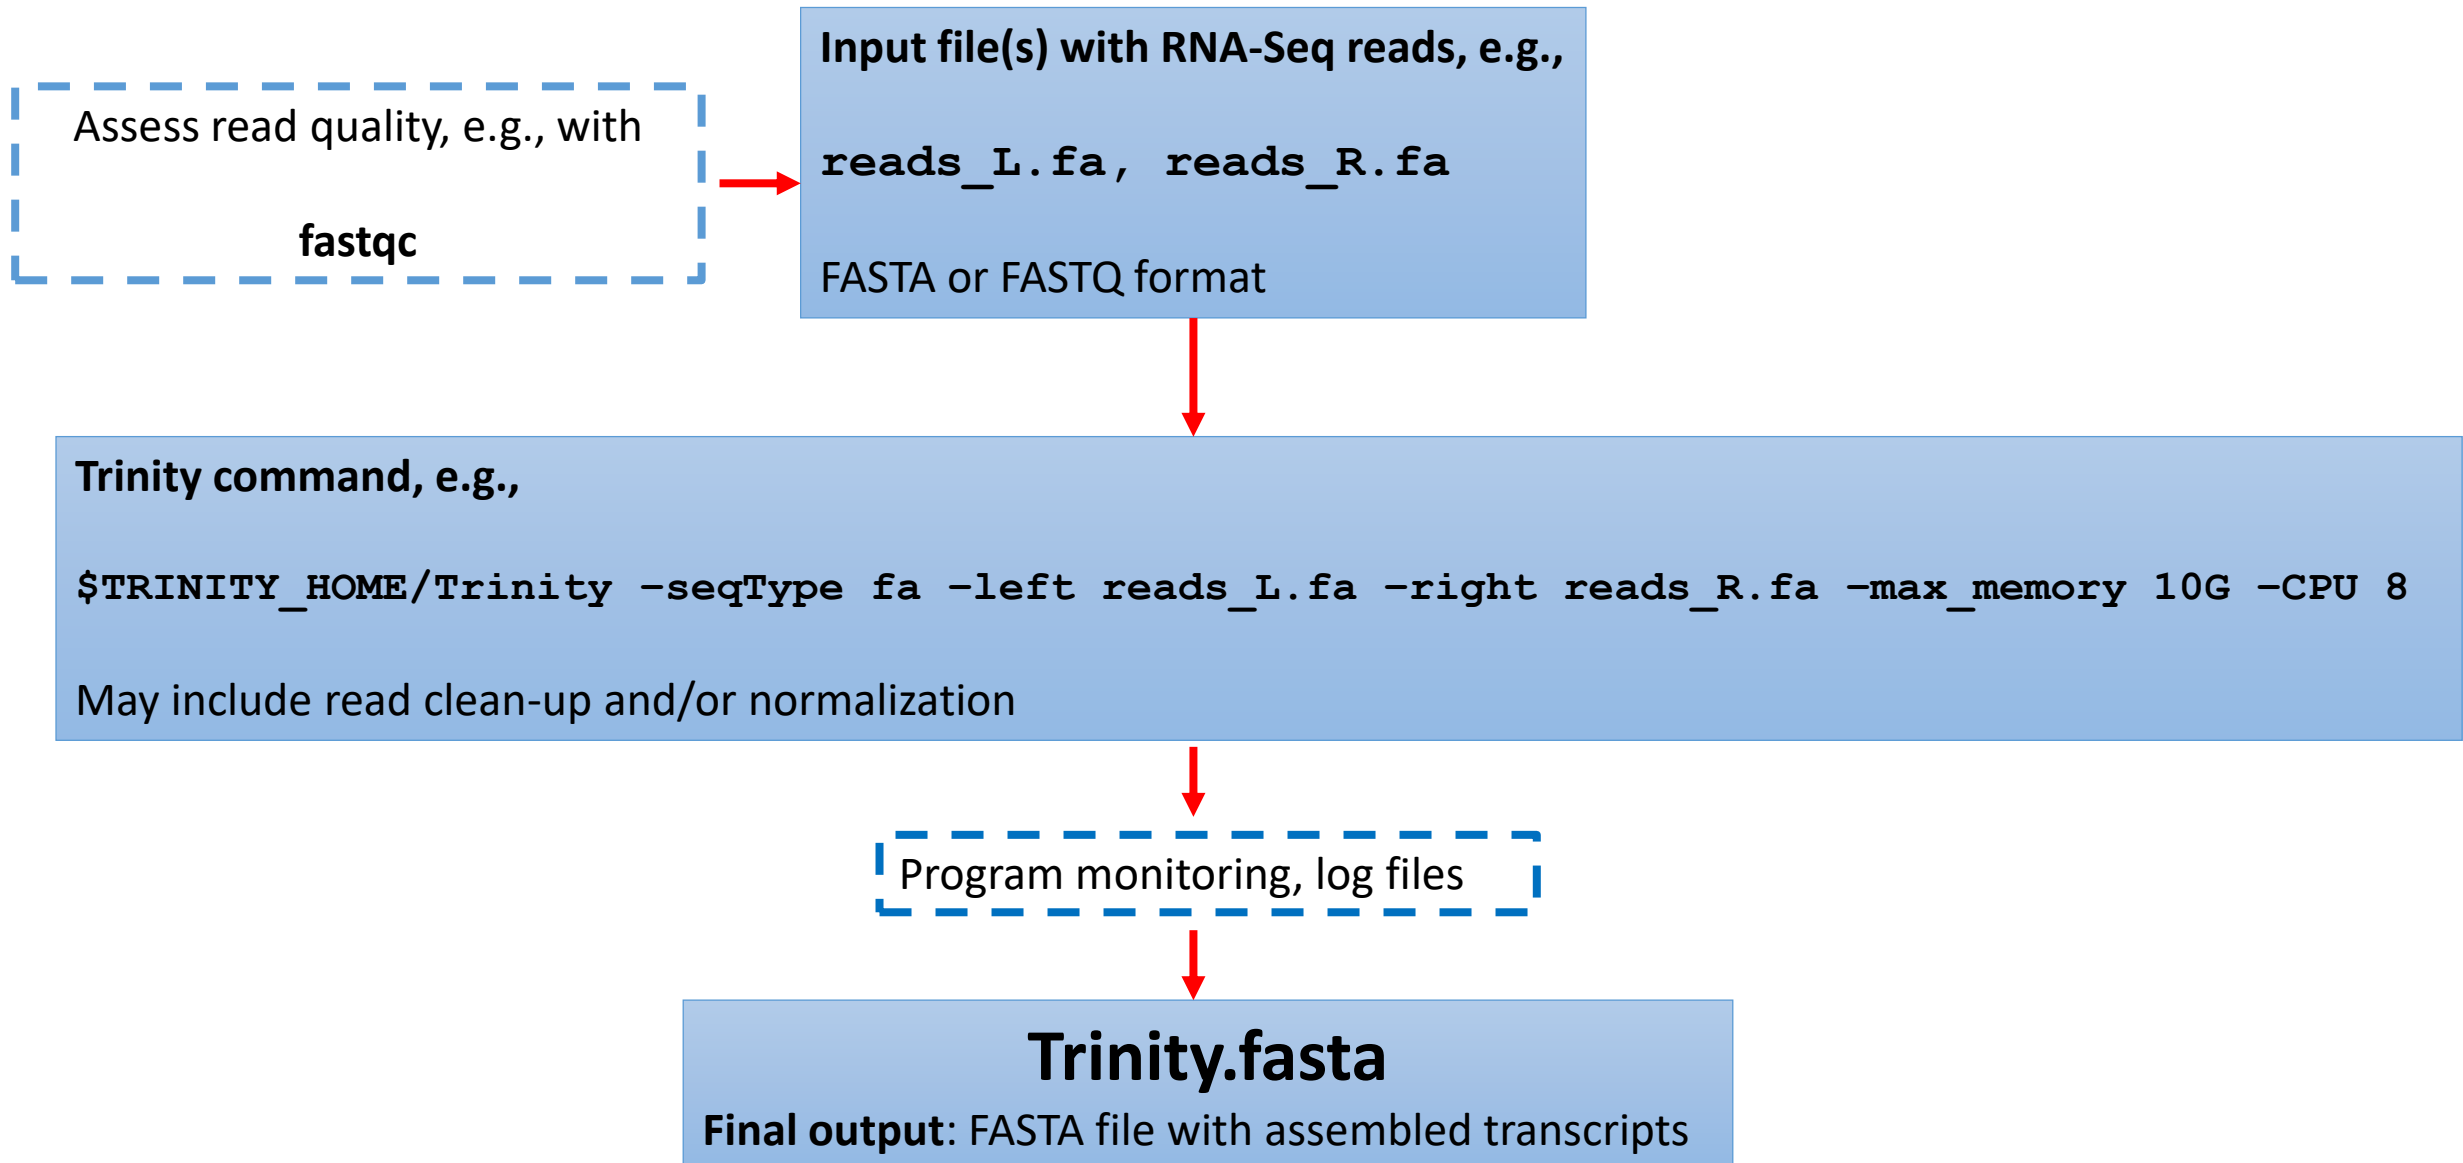 Assess read quality, e.g., with
fastqc
Input file(s) with RNA-Seq reads, e.g.,
reads_L.fa, reads_R.fa
FASTA or FASTQ format
Trinity command, e.g.,
$TRINITY_HOME/Trinity –seqType fa –left reads_L.fa –right reads_R.fa –max_memory 10G –CPU 8
May include read clean-up and/or normalization
Program monitoring, log files
Trinity.fasta
Final output: FASTA file with assembled transcripts